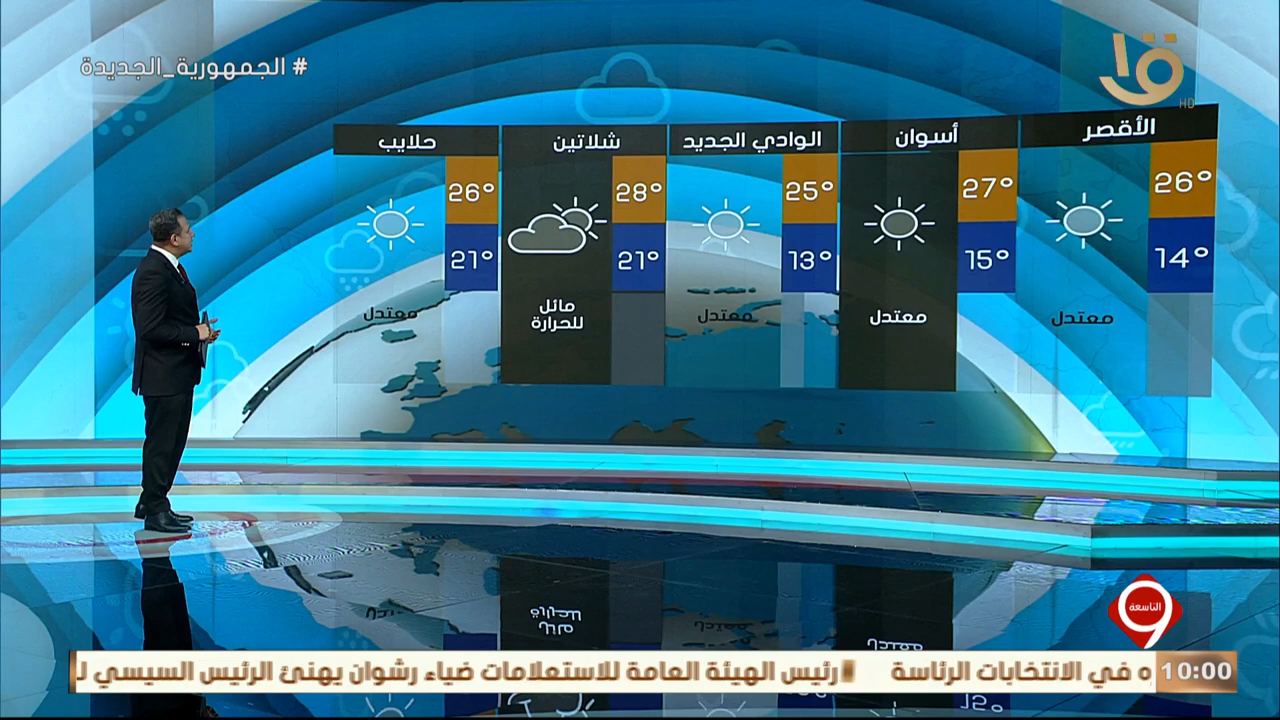 # الجمهورية_الجديدة
HD
الأقصر
26°
14°
معتدل
أسوان
27°
15°
معتدل
الوادي الجديد
25°
13°
معتدل
شلاتين
28°
21°
مائل
للحرارة
حلايب
26°
21°
معتدل
التاسعة
9
10:00
ه في الانتخابات الرئاسة
رئيس الهيئة العامة للاستعلامات ضياء رشوان يهنئ الرئيس السيسي